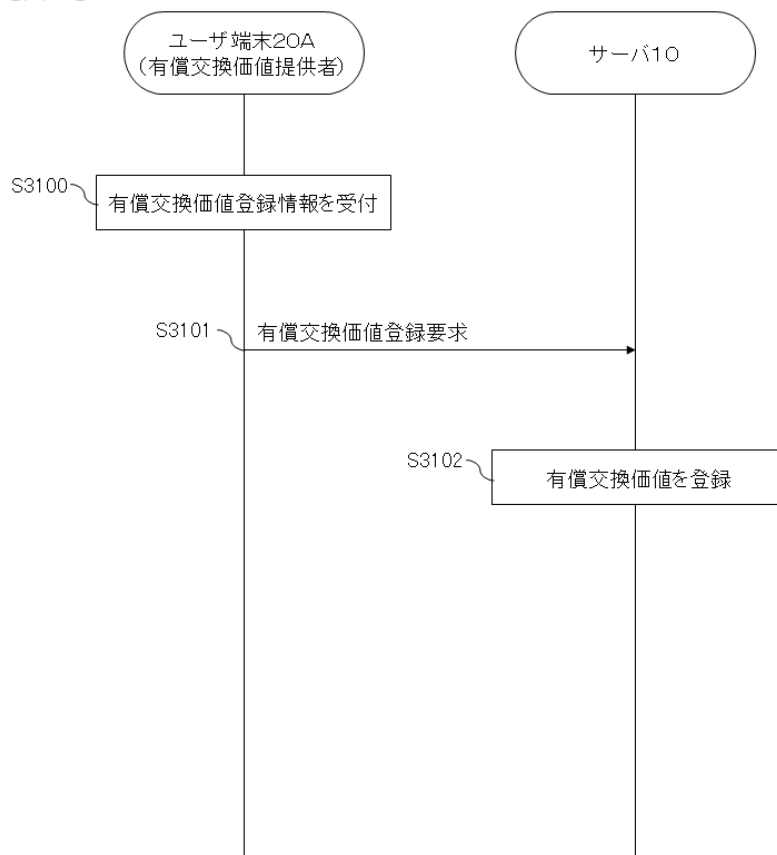 ユーザ端末20A
(有償交換価値提供者)
サーバ10
S3100
有償交換価値登録情報を受付
S3101
有償交換価値登録要求
S3102
有償交換価値を登録